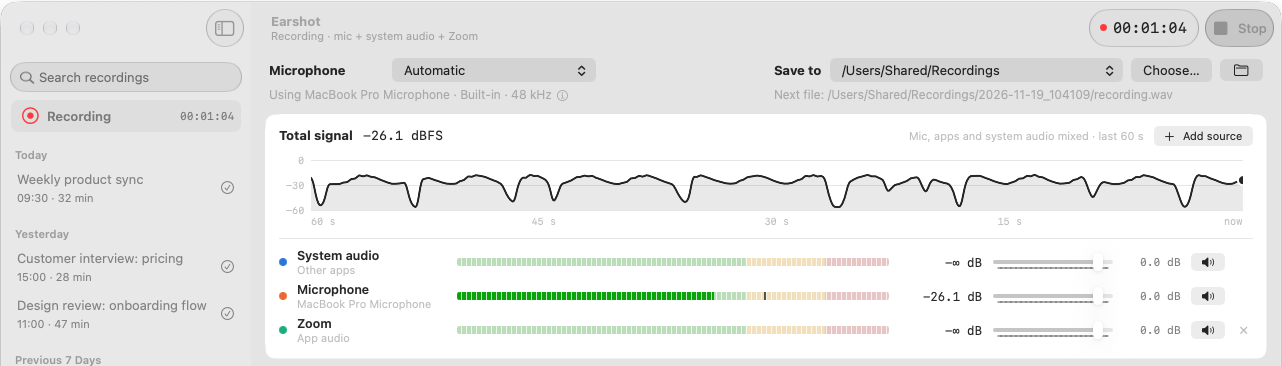 Earshot
Recording · mic + system audio + Zoom
00:01:04
Stop
Search recordings
Recording 00:01:04
Today
Weekly product sync
09:30 · 32 min
Yesterday
Customer interview: pricing
15:00 · 28 min
Design review: onboarding flow
11:00 · 47 min
Previous 7 Days
Microphone Automatic
Using MacBook Pro Microphone · Built-in · 48 kHz
Save to /Users/Shared/Recordings Choose...
Next file: /Users/Shared/Recordings/2026-11-19_104109/recording.wav
Total signal −26.1 dBFS
Mic, apps and system audio mixed · last 60 s
+ Add source
0
−30
−60
60 s 45 s 30 s 15 s now
System audio −∞ dB 0.0 dB
Other apps
Microphone −26.1 dB 0.0 dB
MacBook Pro Microphone
Zoom −∞ dB 0.0 dB
App audio